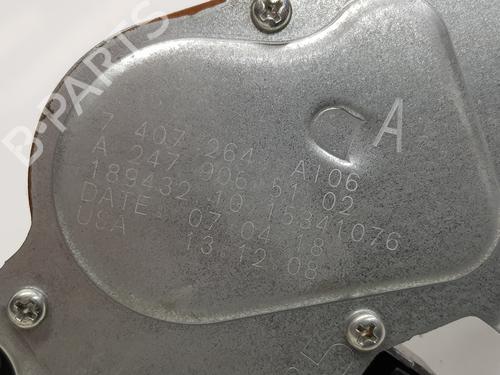 B-PARTS
A
7 407 264 A106
A 247 906 51 02
189432 10 15341076
DATE 07 04 18
USA 13 12 08